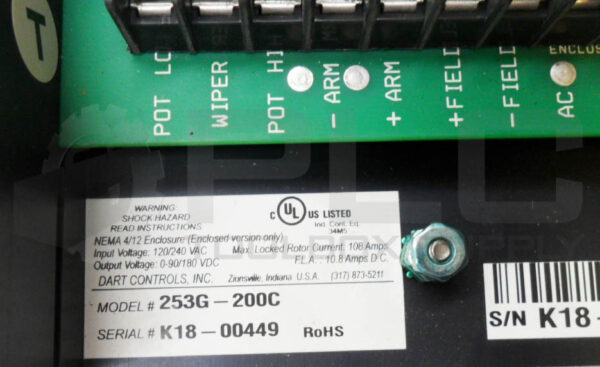 T
POT LO
WIPER
POT HI
- ARM
+ ARM
+FIELD
-FIELD
AC
ENCLOS
WARNING:
SHOCK HAZARD
READ INSTRUCTIONS
C UL US LISTED
Ind. Cont. Eq.
34M5
NEMA 4/12 Enclosure (Enclosed version only)
Input Voltage: 120/240 VAC Max. Locked Rotor Current: 108 Amps
Output Voltage: 0-90/180 VDC F.L.A. 10.8 Amps D.C.
DART CONTROLS, INC. Zionsville, Indiana U.S.A. (317) 873-5211
MODEL # 253G-200C
SERIAL # K18-00449 RoHS
S/N K18-
PLC